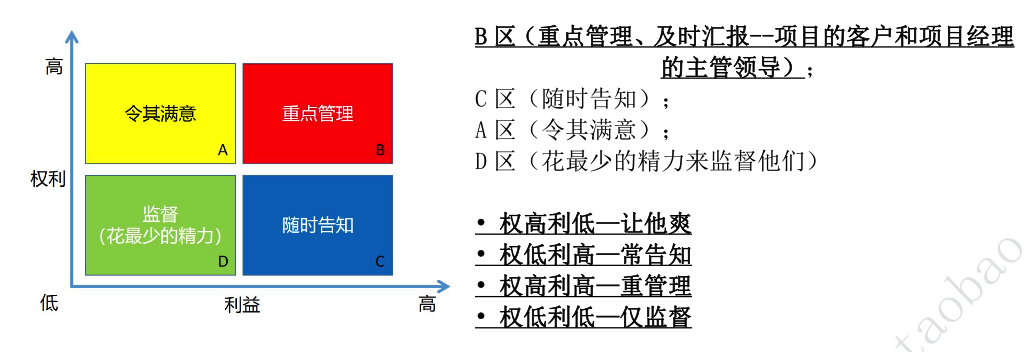 高
令其满意
A
重点管理
B
权利
监督
(花最少的精力)
D
随时告知
C
低
利益
高
B 区（重点管理、及时汇报--项目的客户和项目经理
的主管领导）；
C 区（随时告知）；
A 区（令其满意）；
D 区（花最少的精力来监督他们）
• 权高利低—让他爽
• 权低利高—常告知
• 权高利高—重管理
• 权低利低—仅监督
taobao